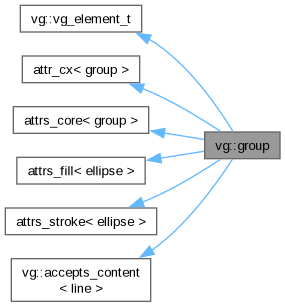 vg::vg_element_t
attr_cx< group >
attrs_core< group >
vg::group
attrs_fill< ellipse >
attrs_stroke< ellipse >
vg::accepts_content
< line >